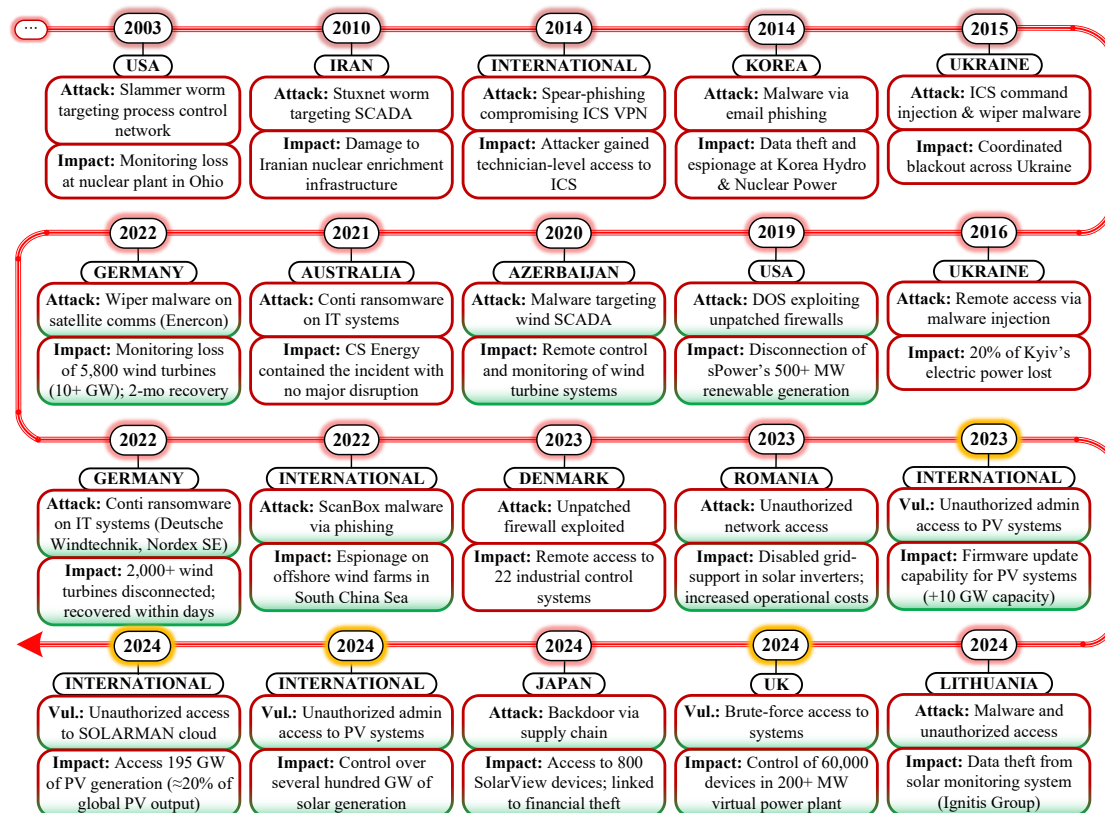 ...
2003
USA
Attack: Slammer worm
targeting process control
network
Impact: Monitoring loss
at nuclear plant in Ohio
2010
IRAN
Attack: Stuxnet worm
targeting SCADA
Impact: Damage to
Iranian nuclear enrichment
infrastructure
2014
INTERNATIONAL
Attack: Spear-phishing
compromising ICS VPN
Impact: Attacker gained
technician-level access to
ICS
2014
KOREA
Attack: Malware via
email phishing
Impact: Data theft and
espionage at Korea Hydro
& Nuclear Power
2015
UKRAINE
Attack: ICS command
injection & wiper malware
Impact: Coordinated
blackout across Ukraine
2022
GERMANY
Attack: Wiper malware on
satellite comms (Enercon)
Impact: Monitoring loss
of 5,800 wind turbines
(10+ GW); 2-mo recovery
2021
AUSTRALIA
Attack: Conti ransomware
on IT systems
Impact: CS Energy
contained the incident with
no major disruption
2020
AZERBAIJAN
Attack: Malware targeting
wind SCADA
Impact: Remote control
and monitoring of wind
turbine systems
2019
USA
Attack: DOS exploiting
unpatched firewalls
Impact: Disconnection of
sPower's 500+ MW
renewable generation
2016
UKRAINE
Attack: Remote access via
malware injection
Impact: 20% of Kyiv's
electric power lost
2022
GERMANY
Attack: Conti ransomware
on IT systems (Deutsche
Windtechnik, Nordex SE)
Impact: 2,000+ wind
turbines disconnected;
recovered within days
2022
INTERNATIONAL
Attack: ScanBox malware
via phishing
Impact: Espionage on
offshore wind farms in
South China Sea
2023
DENMARK
Attack: Unpatched
firewall exploited
Impact: Remote access to
22 industrial control
systems
2023
ROMANIA
Attack: Unauthorized
network access
Impact: Disabled grid-
support in solar inverters;
increased operational costs
2023
INTERNATIONAL
Vul.: Unauthorized admin
access to PV systems
Impact: Firmware update
capability for PV systems
(+10 GW capacity)
2024
INTERNATIONAL
Vul.: Unauthorized access
to SOLARMAN cloud
Impact: Access 195 GW
of PV generation (≈20% of
global PV output)
2024
INTERNATIONAL
Vul.: Unauthorized admin
access to PV systems
Impact: Control over
several hundred GW of
solar generation
2024
JAPAN
Attack: Backdoor via
supply chain
Impact: Access to 800
SolarView devices; linked
to financial theft
2024
UK
Vul.: Brute-force access to
systems
Impact: Control of 60,000
devices in 200+ MW
virtual power plant
2024
LITHUANIA
Attack: Malware and
unauthorized access
Impact: Data theft from
solar monitoring system
(Ignitis Group)